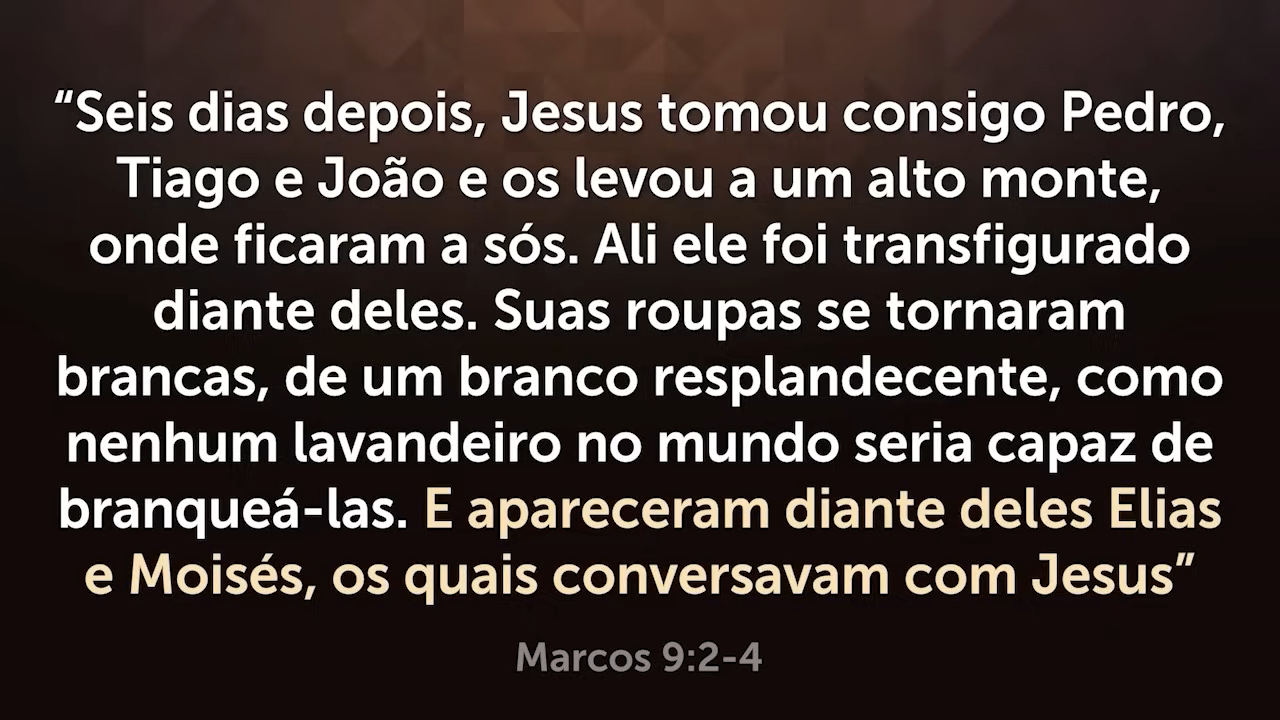 “Seis dias depois, Jesus tomou consigo Pedro,
Tiago e João e os levou a um alto monte,
onde ficaram a sós. Ali ele foi transfigurado
diante deles. Suas roupas se tornaram
brancas, de um branco resplandecente, como
nenhum lavandeiro no mundo seria capaz de
branqueá-las. E apareceram diante deles Elias
e Moisés, os quais conversavam com Jesus”
Marcos 9:2-4